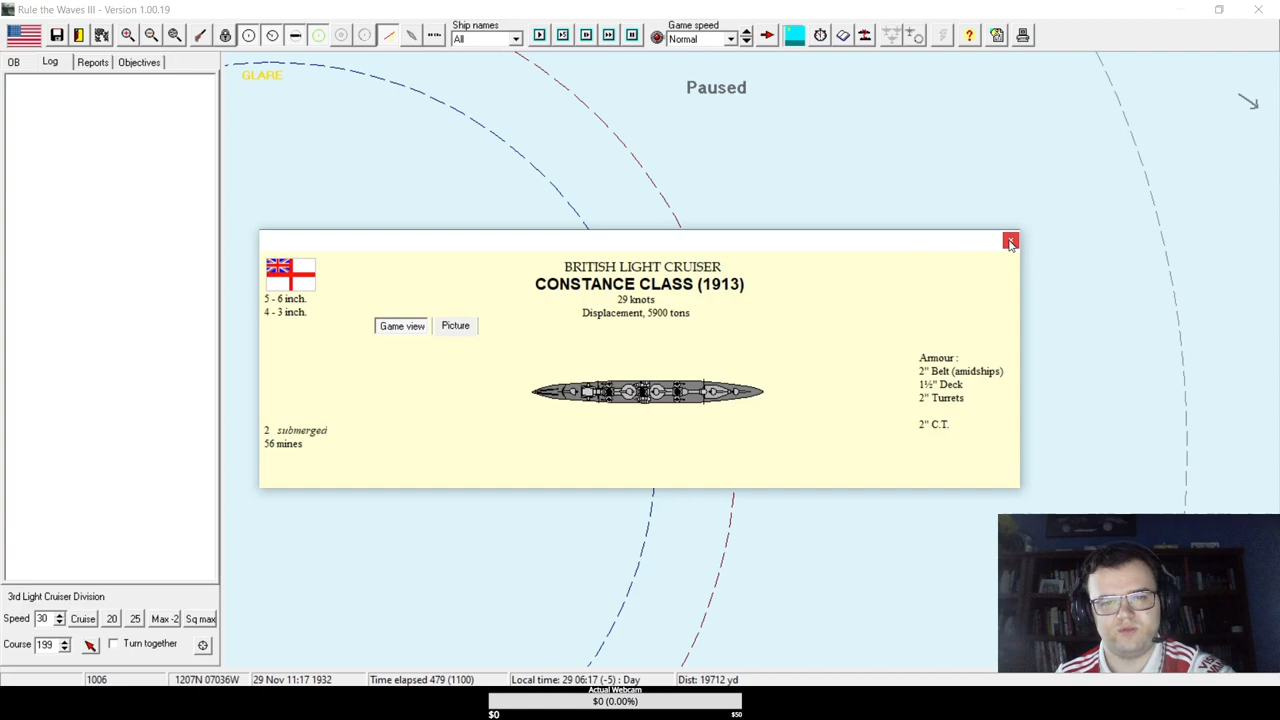 Rule the Waves III - Version 1.00.19
Ship names
All
Game speed
Normal
OB
Log
Reports
Objectives
GLARE
Paused
BRITISH LIGHT CRUISER
CONSTANCE CLASS (1913)
29 knots
Displacement, 5900 tons
5 - 6 inch.
4 - 3 inch.
Game view
Picture
Armour :
2" Belt (amidships)
1½" Deck
2" Turrets
2" C.T.
2 submerged
56 mines
3rd Light Cruiser Division
Speed 30 Cruise 20 25 Max -2 Sq max
Course 199 Turn together
1006 1207N 07036W 29 Nov 11:17 1932 Time elapsed 479 (1100) Local time: 29 06:17 (-5) : Day Dist: 19712 yd
Actual Webcam
$0 (0.00%)
$0 $50